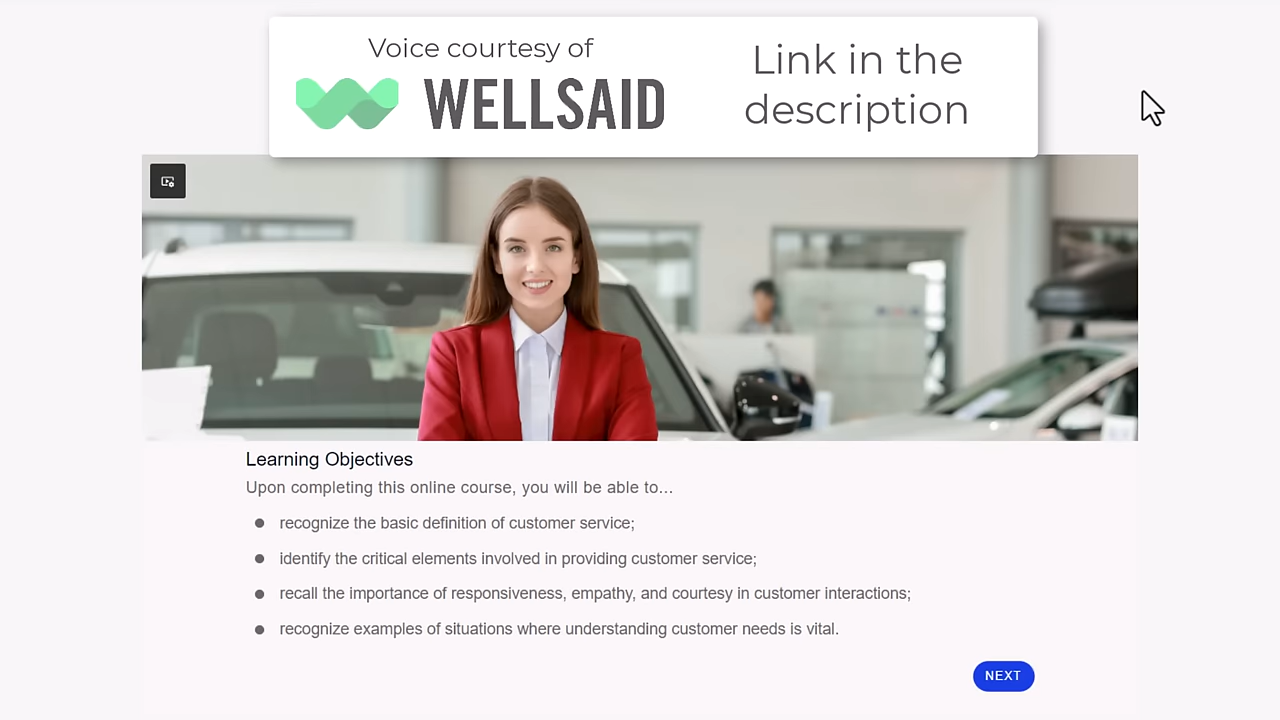 Voice courtesy of
WELLSAID
Link in the
description
Learning Objectives
Upon completing this online course, you will be able to...
recognize the basic definition of customer service;
identify the critical elements involved in providing customer service;
recall the importance of responsiveness, empathy, and courtesy in customer interactions;
recognize examples of situations where understanding customer needs is vital.
NEXT